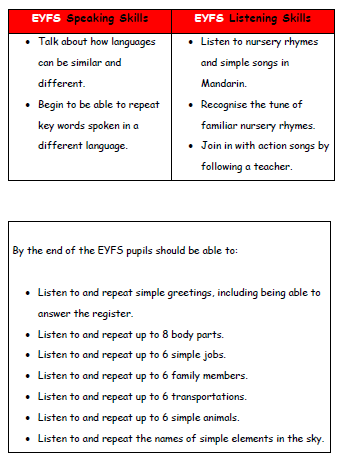 EYFS Speaking Skills
• Talk about how languages
can be similar and
different.
• Begin to be able to repeat
key words spoken in a
different language.
EYFS Listening Skills
• Listen to nursery rhymes
and simple songs in
Mandarin.
• Recognise the tune of
familiar nursery rhymes.
• Join in with action songs by
following a teacher.
By the end of the EYFS pupils should be able to:
• Listen to and repeat simple greetings, including being able to
answer the register.
• Listen to and repeat up to 8 body parts.
• Listen to and repeat up to 6 simple jobs.
• Listen to and repeat up to 6 family members.
• Listen to and repeat up to 6 transportations.
• Listen to and repeat up to 6 simple animals.
• Listen to and repeat the names of simple elements in the sky.